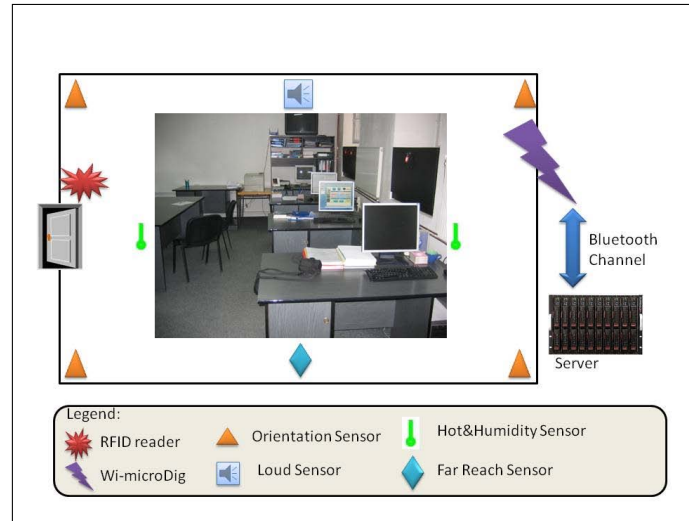 Bluetooth
Channel
Server
Legend:
RFID reader
Orientation Sensor
Hot&Humidity Sensor
Wi-microDig
Loud Sensor
Far Reach Sensor